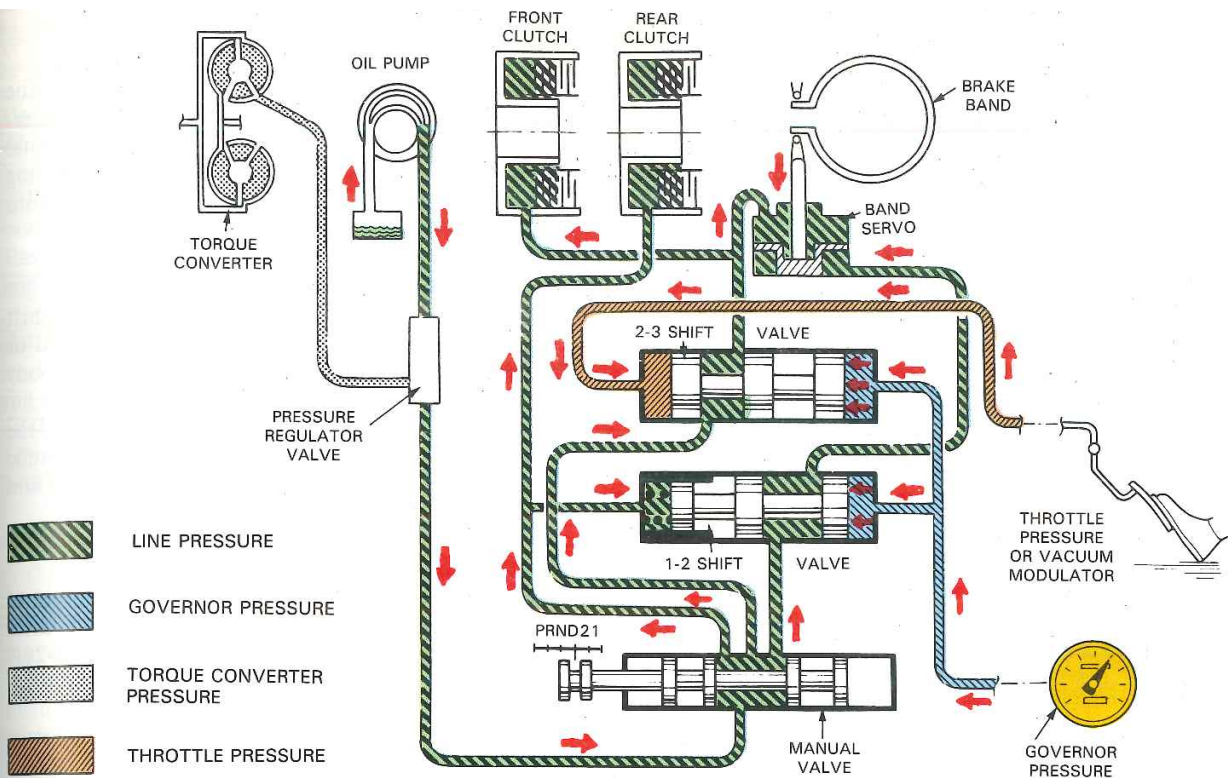 FRONT
CLUTCH
REAR
CLUTCH
OIL PUMP
BRAKE
BAND
TORQUE
CONVERTER
BAND
SERVO
2-3 SHIFT VALVE
PRESSURE
REGULATOR
VALVE
1-2 SHIFT VALVE
THROTTLE
PRESSURE
OR VACUUM
MODULATOR
LINE PRESSURE
GOVERNOR PRESSURE
TORQUE CONVERTER
PRESSURE
THROTTLE PRESSURE
PRND21
MANUAL
VALVE
GOVERNOR
PRESSURE